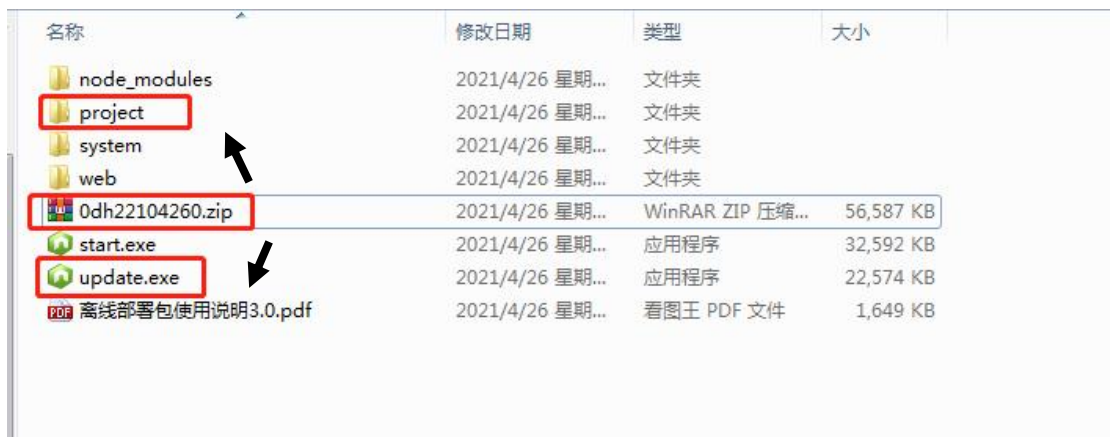 名称 修改日期 类型 大小
node_modules 2021/4/26 星期... 文件夹
project 2021/4/26 星期... 文件夹
system 2021/4/26 星期... 文件夹
web 2021/4/26 星期... 文件夹
0dh22104260.zip 2021/4/26 星期... WinRAR ZIP 压缩... 56,587 KB
start.exe 2021/4/26 星期... 应用程序 32,592 KB
update.exe 2021/4/26 星期... 应用程序 22,574 KB
离线部署包使用说明3.0.pdf 2021/4/26 星期... 看图王 PDF 文件 1,649 KB